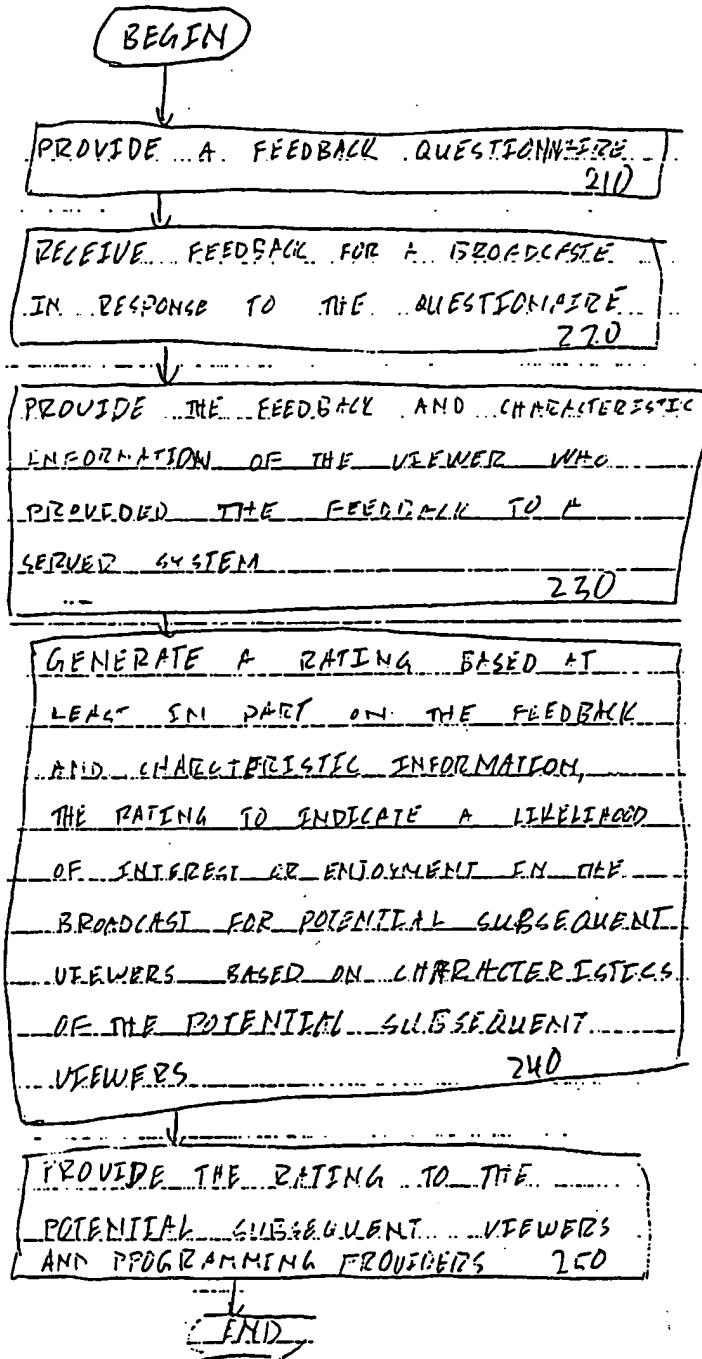 BEGIN
PROVIDE A FEEDBACK QUESTIONNAIRE
210
RECEIVE FEEDBACK FOR A BROADCASTE
IN RESPONSE TO THE QUESTIONAIRE
220
PROVIDE THE FEEDBACK AND CHARACTERISTIC
INFORMATION OF THE VIEWER WHO
PROVIDED THE FEEDBACK TO A
SERVER SYSTEM
230
GENERATE A RATING BASED AT
LEAST IN PART ON THE FEEDBACK
AND CHARCTERISTIC INFORMATION,
THE RATING TO INDICATE A LIKELIHOOD
OF INTEREST OR ENJOYMENT IN THE
BROADCAST FOR POTENTIAL SUBSEQUENT
VIEWERS BASED ON CHARACTERISTICS
OF THE POTENTIAL SUBSEQUENT
VIEWERS 240
PROVIDE THE RATING TO THE
POTENTIAL SUBSEQUENT VIEWERS
AND PROGRAMMING PROVIDERS 250
END